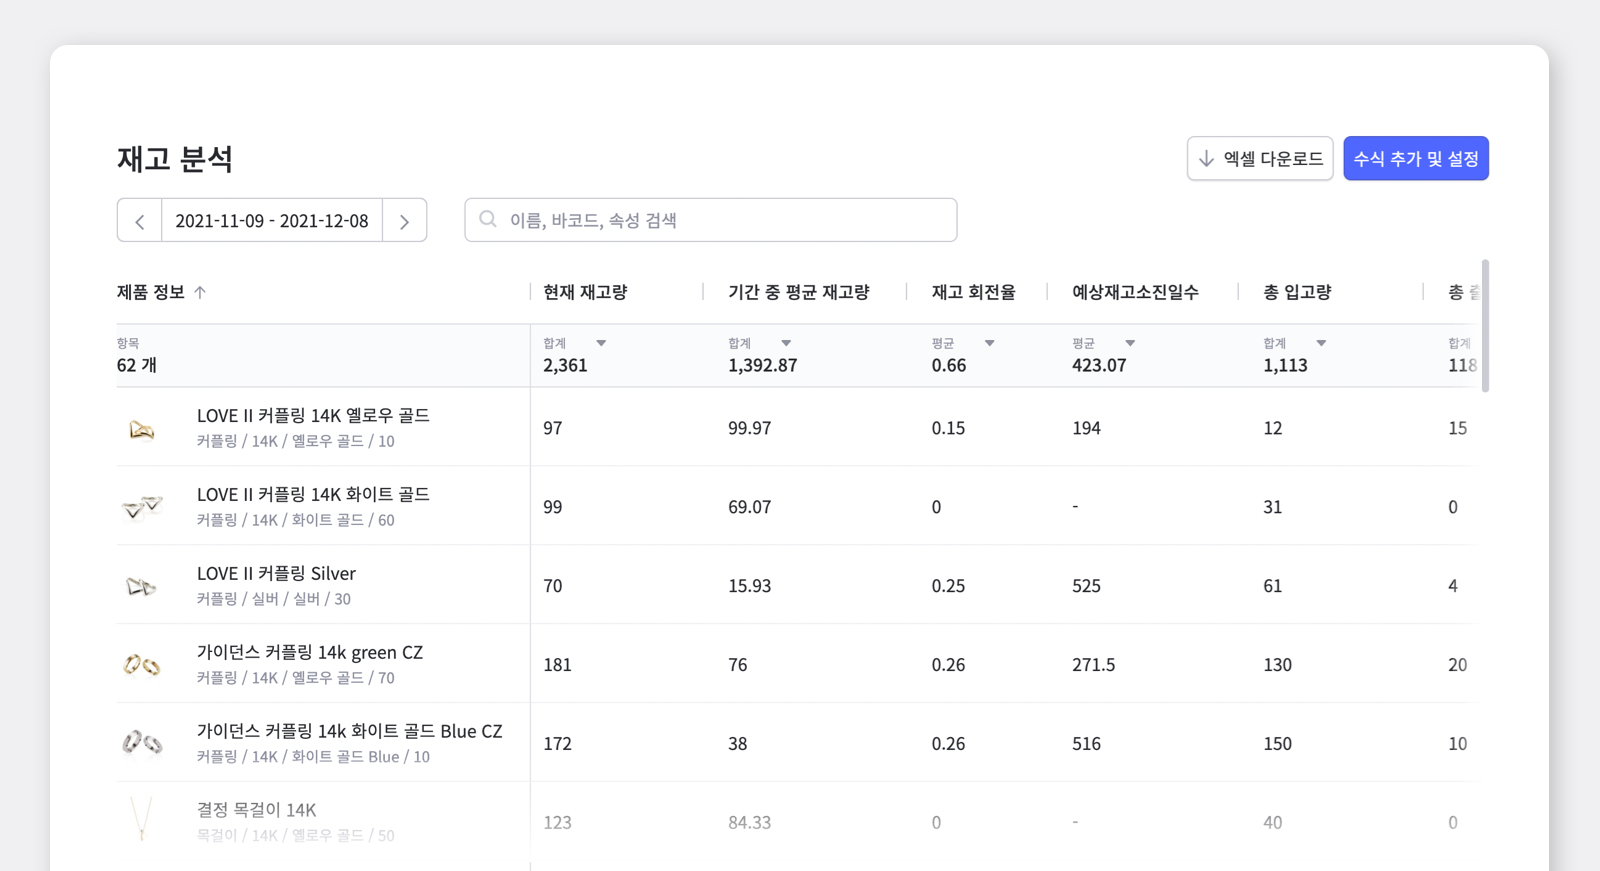 재고 분석
엑셀 다운로드
수식 추가 및 설정
2021-11-09 - 2021-12-08
이름, 바코드, 속성 검색
제품 정보 현재 재고량 기간 중 평균 재고량 재고 회전율 예상재고소진일수 총 입고량 총
항목 합계 합계 평균 평균 합계 합계
62 개 2,361 1,392.87 0.66 423.07 1,113 118
LOVE II 커플링 14K 옐로우 골드
커플링 / 14K / 옐로우 골드 / 10
97 99.97 0.15 194 12 15
LOVE II 커플링 14K 화이트 골드
커플링 / 14K / 화이트 골드 / 60
99 69.07 0 - 31 0
LOVE II 커플링 Silver
커플링 / 실버 / 실버 / 30
70 15.93 0.25 525 61 4
가이던스 커플링 14k green CZ
커플링 / 14K / 옐로우 골드 / 70
181 76 0.26 271.5 130 20
가이던스 커플링 14k 화이트 골드 Blue CZ
커플링 / 14K / 화이트 골드 Blue / 10
172 38 0.26 516 150 10
결정 목걸이 14K
목걸이 / 14K / 옐로우 골드 / 50
123 84.33 0 - 40 0